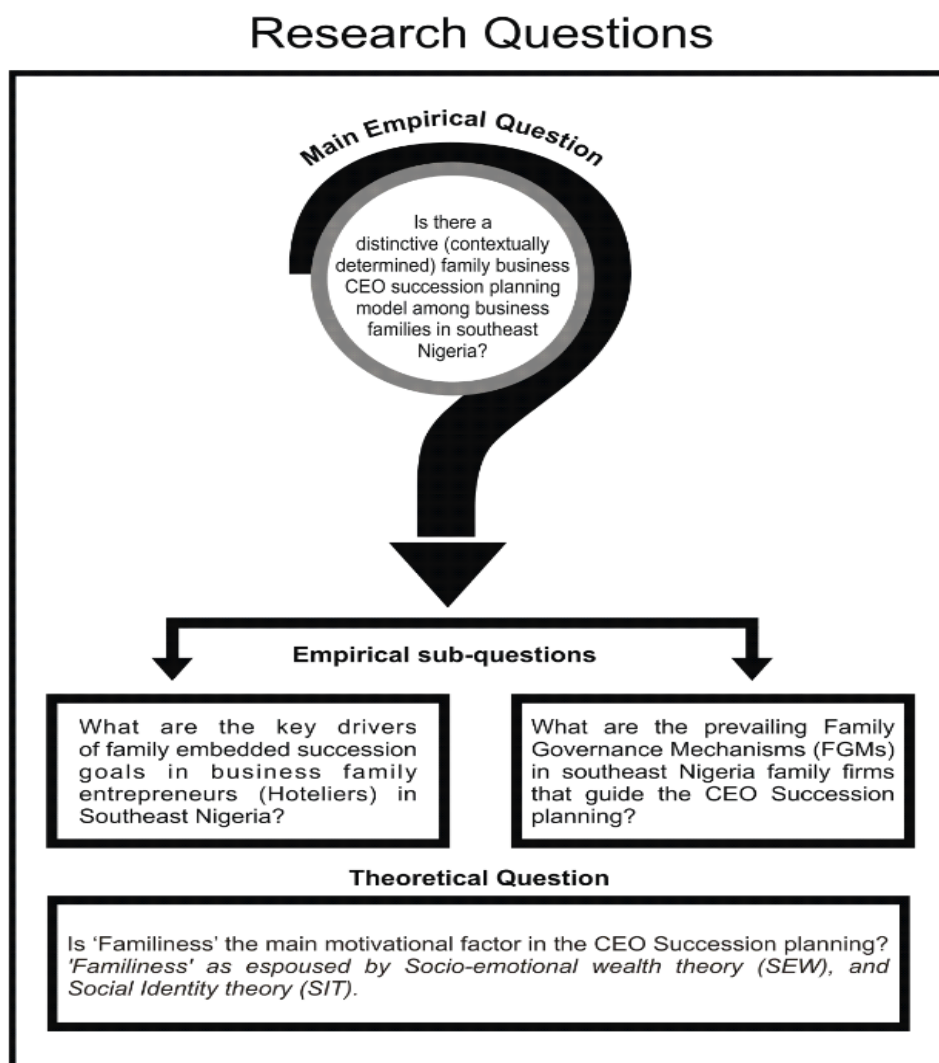 Research Questions
Main Empirical Question
Is there a
distinctive (contextually
determined) family business
CEO succession planning
model among business
families in southeast
Nigeria?
Empirical sub-questions
What are the key drivers
of family embedded succession
goals in business family
entrepreneurs (Hoteliers) in
Southeast Nigeria?
What are the prevailing Family
Governance Mechanisms (FGMs)
in southeast Nigeria family firms
that guide the CEO Succession
planning?
Theoretical Question
Is ‘Familiness’ the main motivational factor in the CEO Succession planning?
'Familiness' as espoused by Socio-emotional wealth theory (SEW), and
Social Identity theory (SIT).